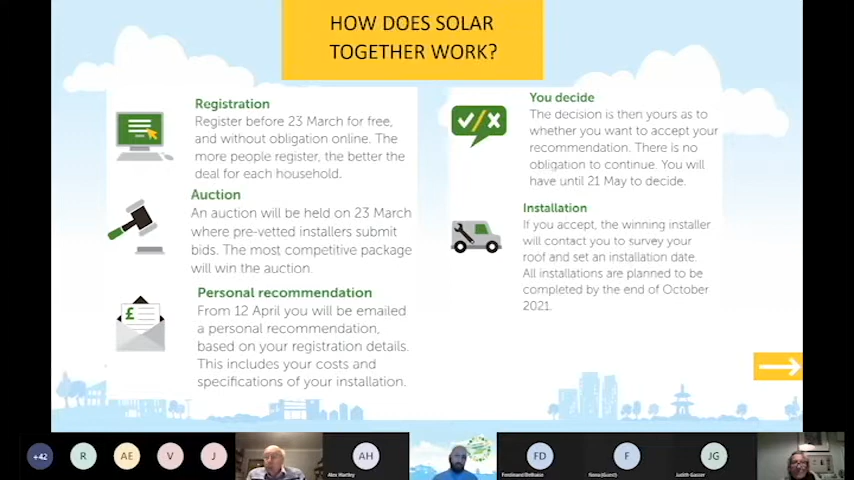 HOW DOES SOLAR
TOGETHER WORK?
Registration
Register before 23 March for free,
and without obligation online. The
more people register, the better the
deal for each household.
Auction
An auction will be held on 23 March
where pre-vetted installers submit
bids. The most competitive package
will win the auction.
Personal recommendation
From 12 April you will be emailed
a personal recommendation,
based on your registration details.
This includes your costs and
specifications of your installation.
You decide
The decision is then yours as to
whether you want to accept your
recommendation. There is no
obligation to continue. You will
have until 21 May to decide.
Installation
If you accept, the winning installer
will contact you to survey your
roof and set an installation date.
All installations are planned to be
completed by the end of October
2021.
£
+42
R
AE
V
J
AH
FD
F
JG